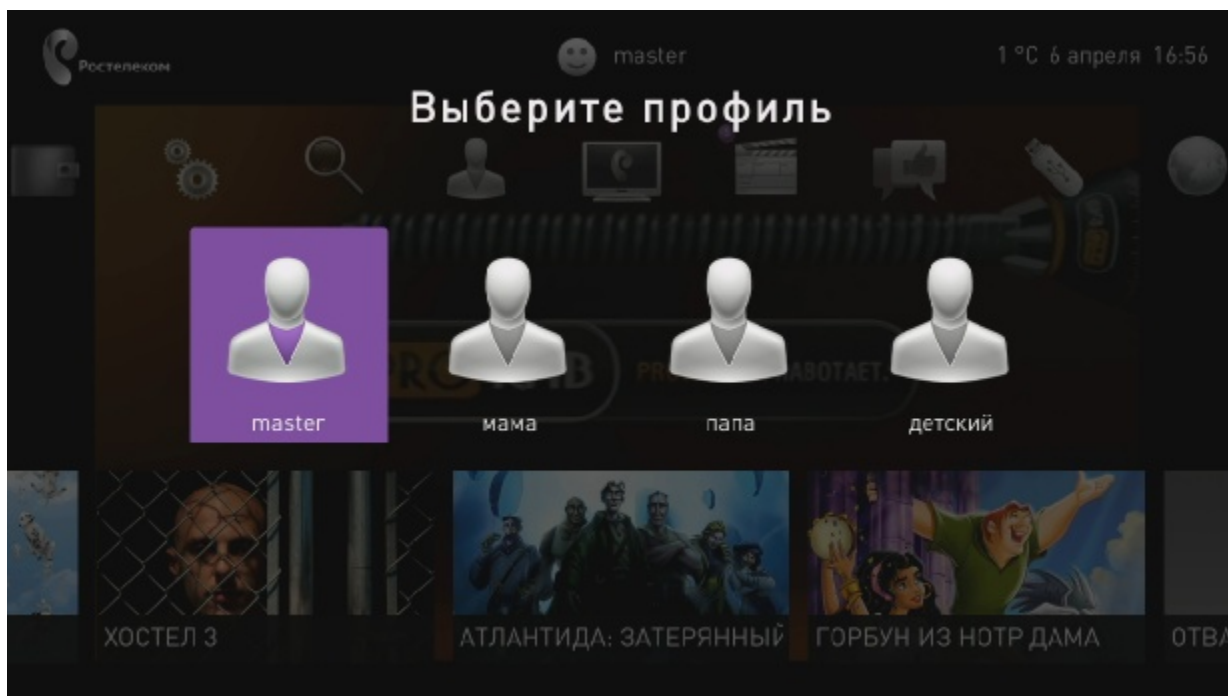 Ростелеком
master
1 °C 6 апреля 16:56
Выберите профиль
master
мама
папа
детский
ХОСТЕЛ 3
АТЛАНТИДА: ЗАТЕРЯННЫЙ
ГОРБУН ИЗ НОТР ДАМА
ОТВА